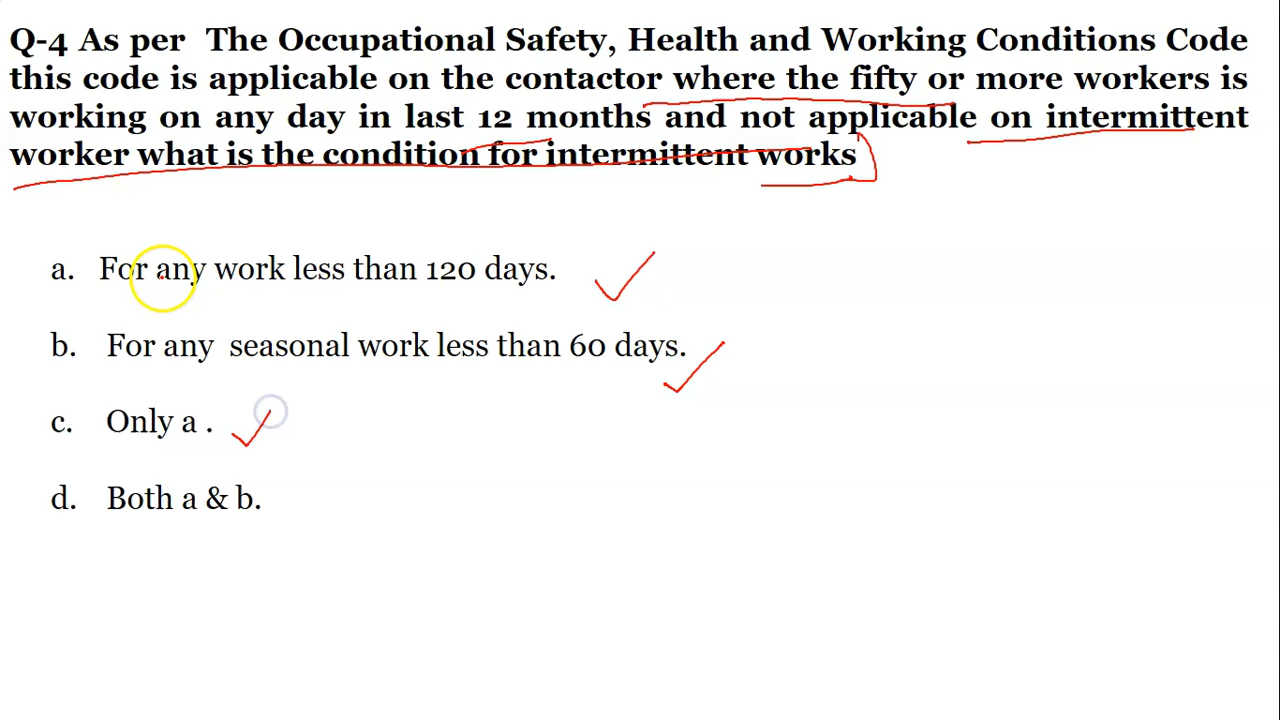 Q-4 As per The Occupational Safety, Health and Working Conditions Code
this code is applicable on the contactor where the fifty or more workers is
working on any day in last 12 months and not applicable on intermittent
worker what is the condition for intermittent works
a. For any work less than 120 days.
b. For any seasonal work less than 60 days.
c. Only a .
d. Both a & b.